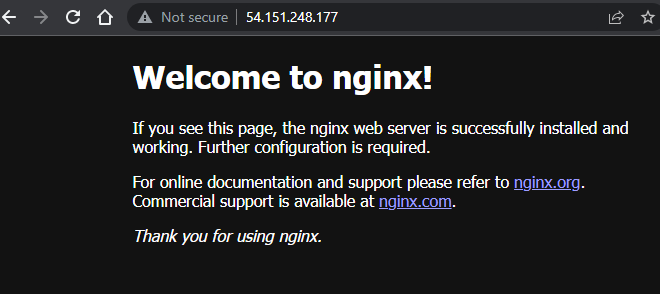 Not secure 54.151.248.177
Welcome to nginx!
If you see this page, the nginx web server is successfully installed and
working. Further configuration is required.
For online documentation and support please refer to nginx.org.
Commercial support is available at nginx.com.
Thank you for using nginx.